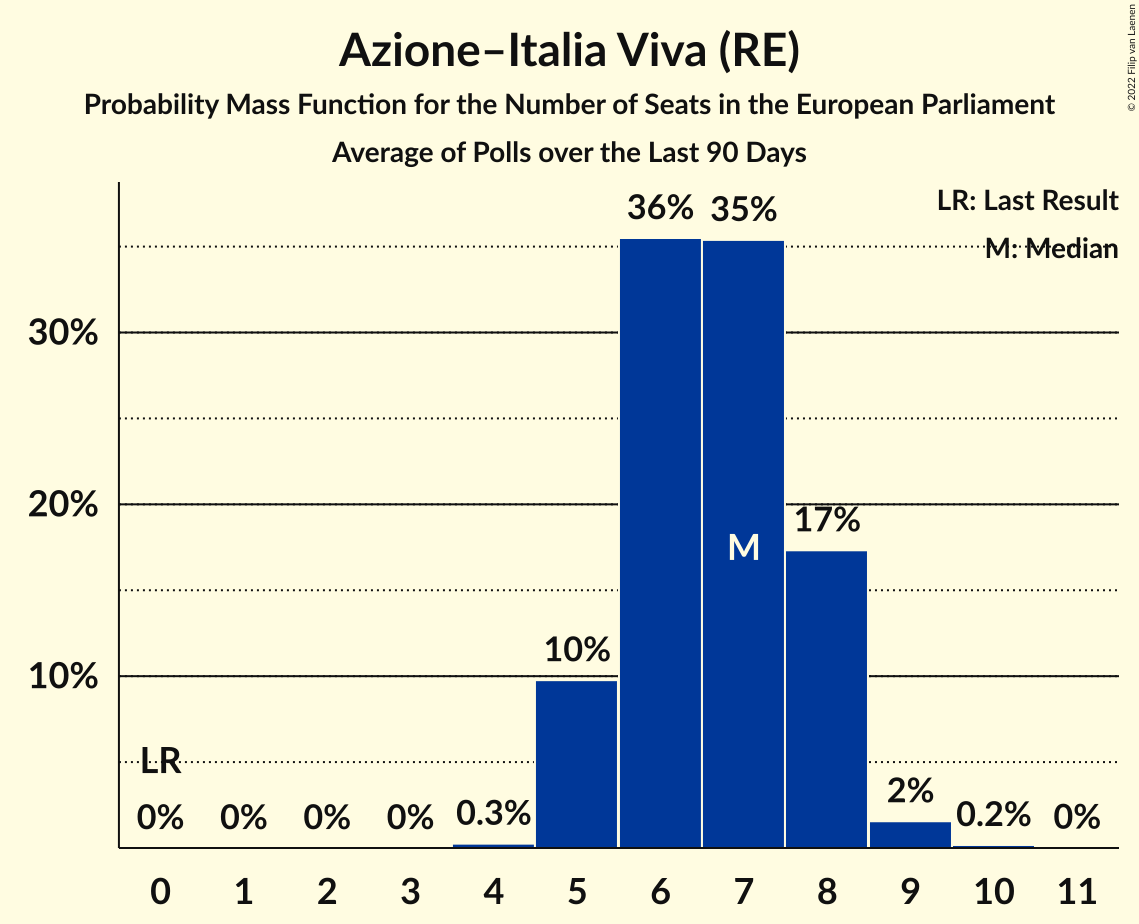 Azione–Italia Viva (RE)
Probability Mass Function for the Number of Seats in the European Parliament
Average of Polls over the Last 90 Days
© 2022 Filip van Laenen
LR: Last Result
M: Median
36% 35%
30%
20%
17%
M
10%
10%
LR
0% 0% 0% 0% 0.3% 2% 0.2% 0%
0 1 2 3 4 5 6 7 8 9 10 11